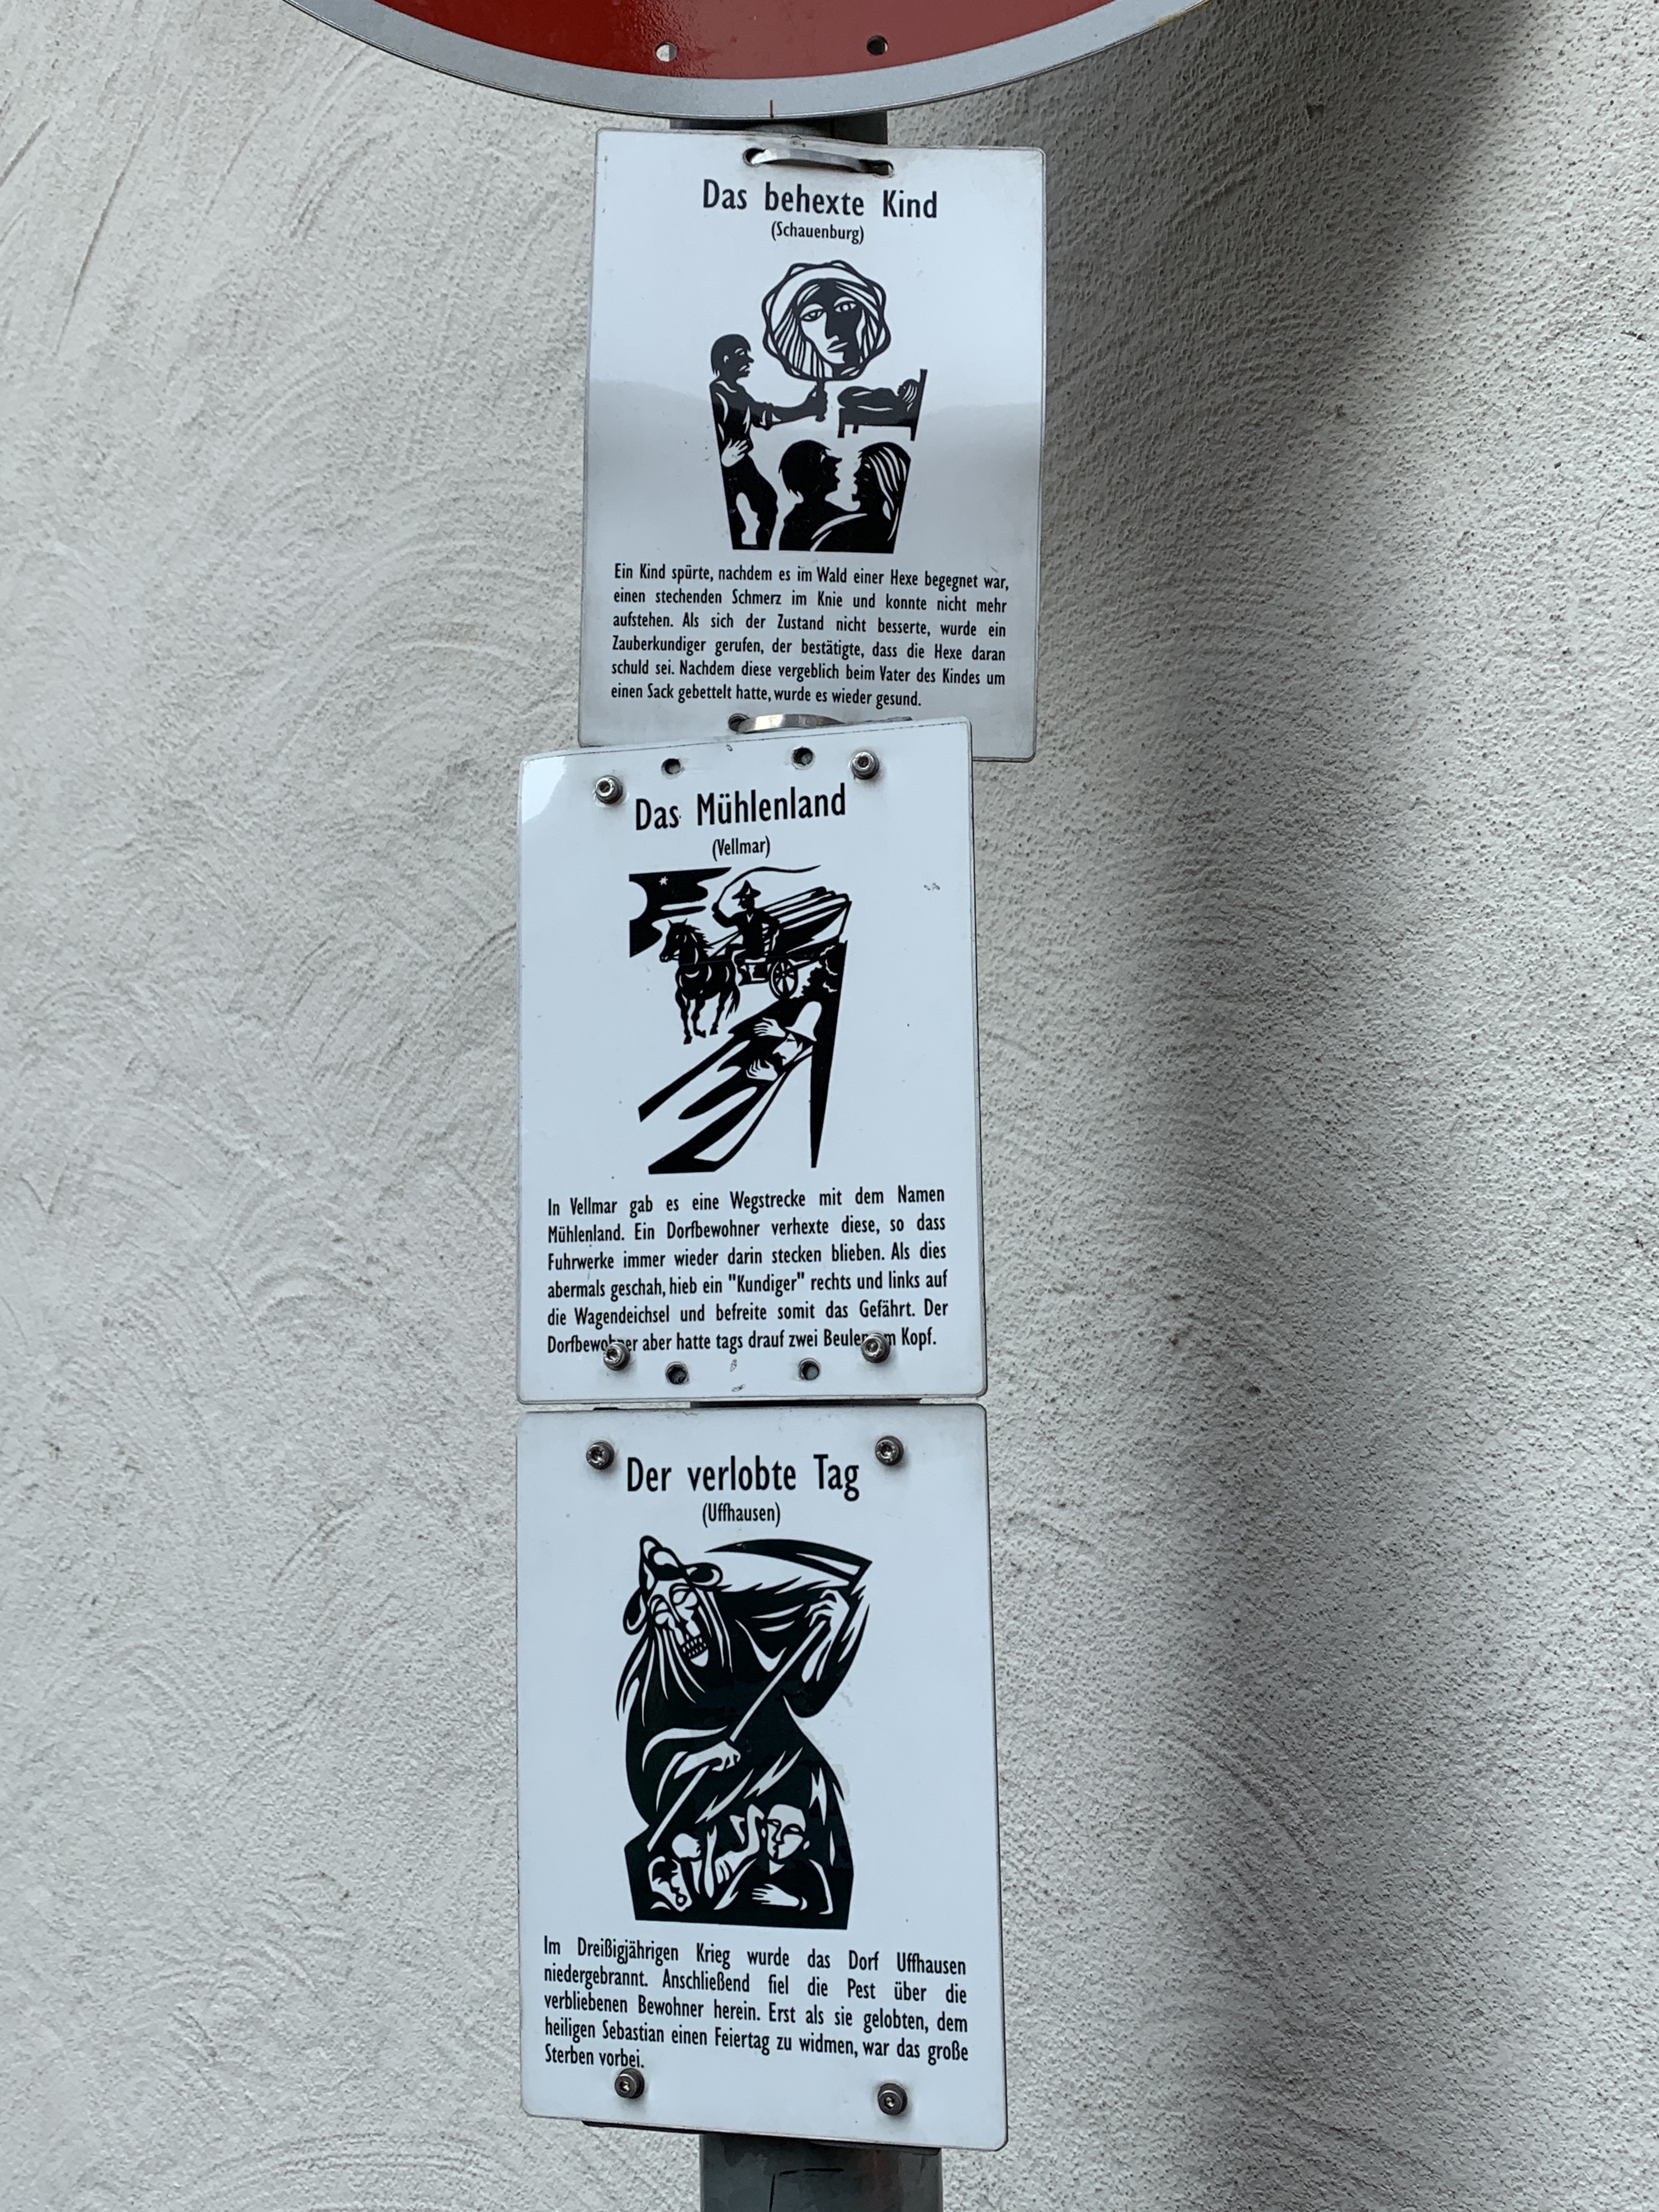 Das behexte Kind
(Schauenburg)
Ein Kind spürte, nachdem es im Wald einer Hexe begegnet war,
einen stechenden Schmerz im Knie und konnte nicht mehr
aufstehen. Als sich der Zustand nicht besserte, wurde ein
Zauberkundiger gerufen, der bestätigte, dass die Hexe daran
schuld sei. Nachdem diese vergeblich beim Vater des Kindes um
einen Sack gebettelt hatte, wurde es wieder gesund.
Das Mühlenland
(Vellmar)
In Vellmar gab es eine Wegstrecke mit dem Namen
Mühlenland. Ein Dorfbewohner verhexte diese, so dass
Fuhrwerke immer wieder darin stecken blieben. Als dies
abermals geschah, hieb ein "Kundiger" rechts und links auf
die Wagendeichsel und befreite somit das Gefährt. Der
Dorfbewohner aber hatte tags drauf zwei Beulen am Kopf.
Der verlobte Tag
(Uffhausen)
Im Dreißigjährigen Krieg wurde das Dorf Uffhausen
niedergebrannt. Anschließend fiel die Pest über die
verbliebenen Bewohner herein. Erst als sie gelobten, dem
heiligen Sebastian einen Feiertag zu widmen, war das große
Sterben vorbei.